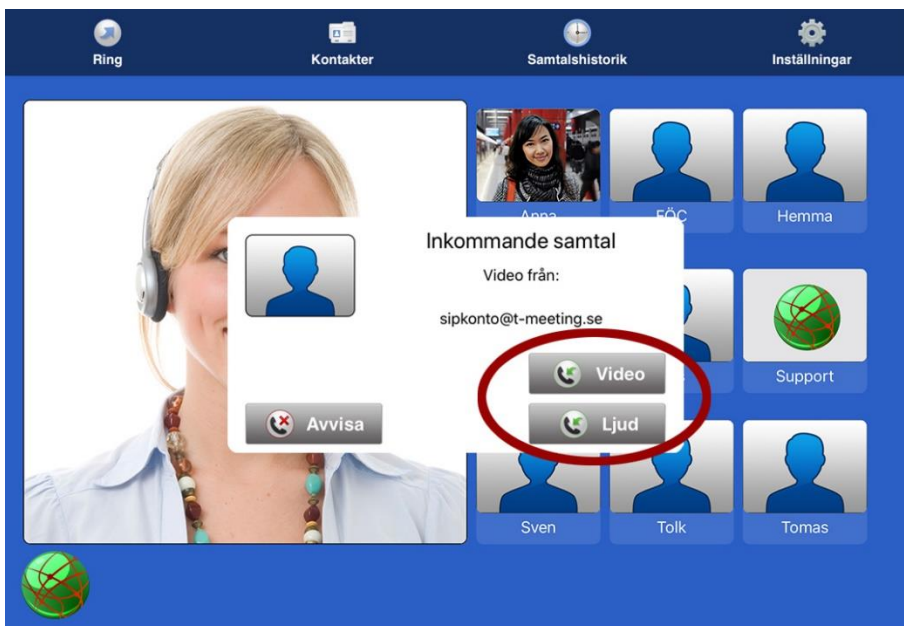 Ring
Kontakter
Samtalshistorik
Inställningar
Anna
FÖC
Hemma
Inkommande samtal
Video från:
sipkonto@t-meeting.se
Video
Support
Avvisa
Ljud
Sven
Tolk
Tomas